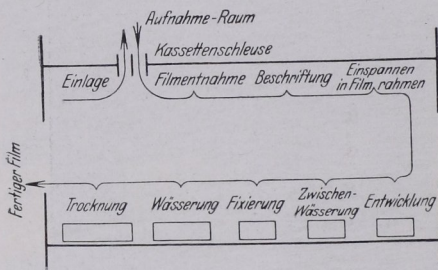 Aufnahme-Raum
Kassettenschleuse
Einlage
Filmentnahme
Beschriftung
Einspannen
in Film, rahmen
Fertiger Film
Trocknung
Wässerung
Fixierung
Zwischen-
Wässerung
Entwicklung